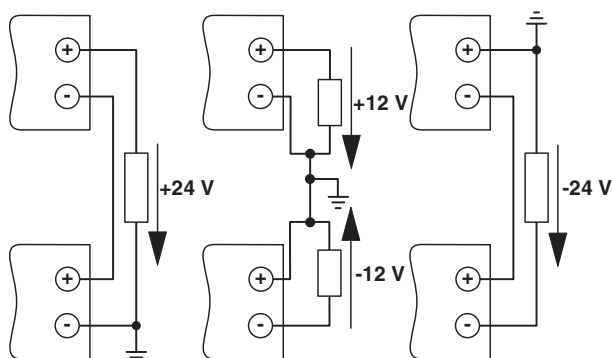 + + +
- - -
+12 V
+24 V
-24 V
-12 V
+ + +
- - -